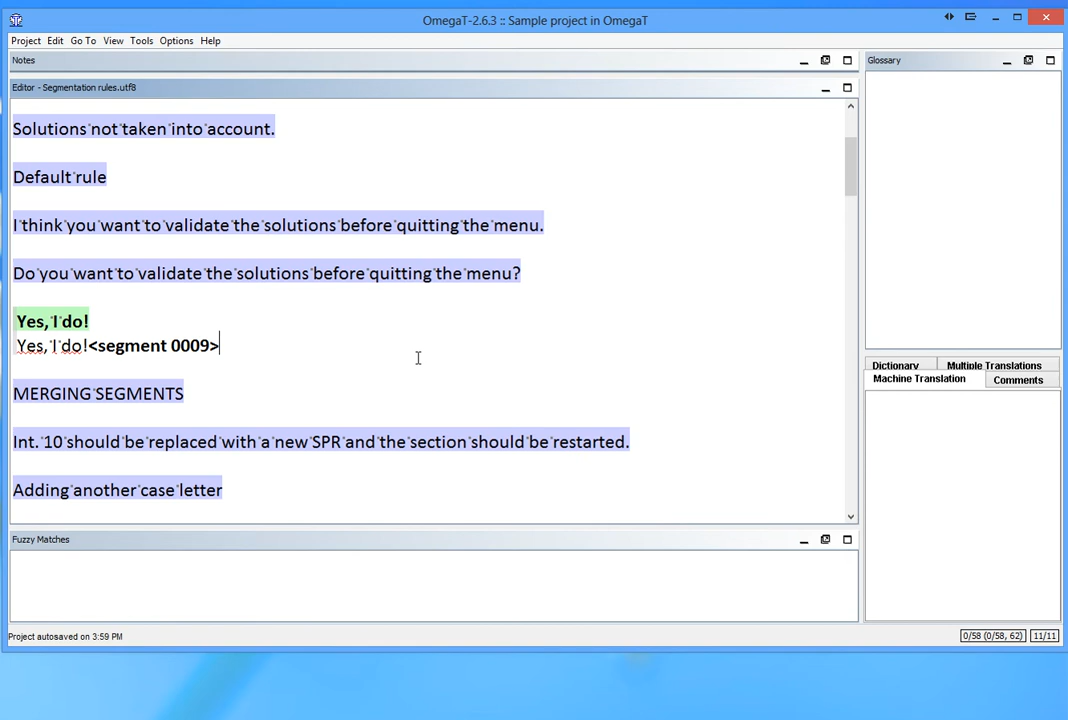 OmegaT-2.6.3 :: Sample project in OmegaT
Project Edit Go To View Tools Options Help
Notes
Glossary
Editor - Segmentation rules.utf8
Solutions not taken into account.
Default rule
I think you want to validate the solutions before quitting the menu.
Do you want to validate the solutions before quitting the menu?
Yes, I do!
Yes, I do!<segment 0009>
MERGING SEGMENTS
Int. 10 should be replaced with a new SPR and the section should be restarted.
Adding another case letter
Dictionary Multiple Translations
Machine Translation Comments
Fuzzy Matches
Project autosaved on 3:59 PM
0/58 (0/58, 62) 11/11